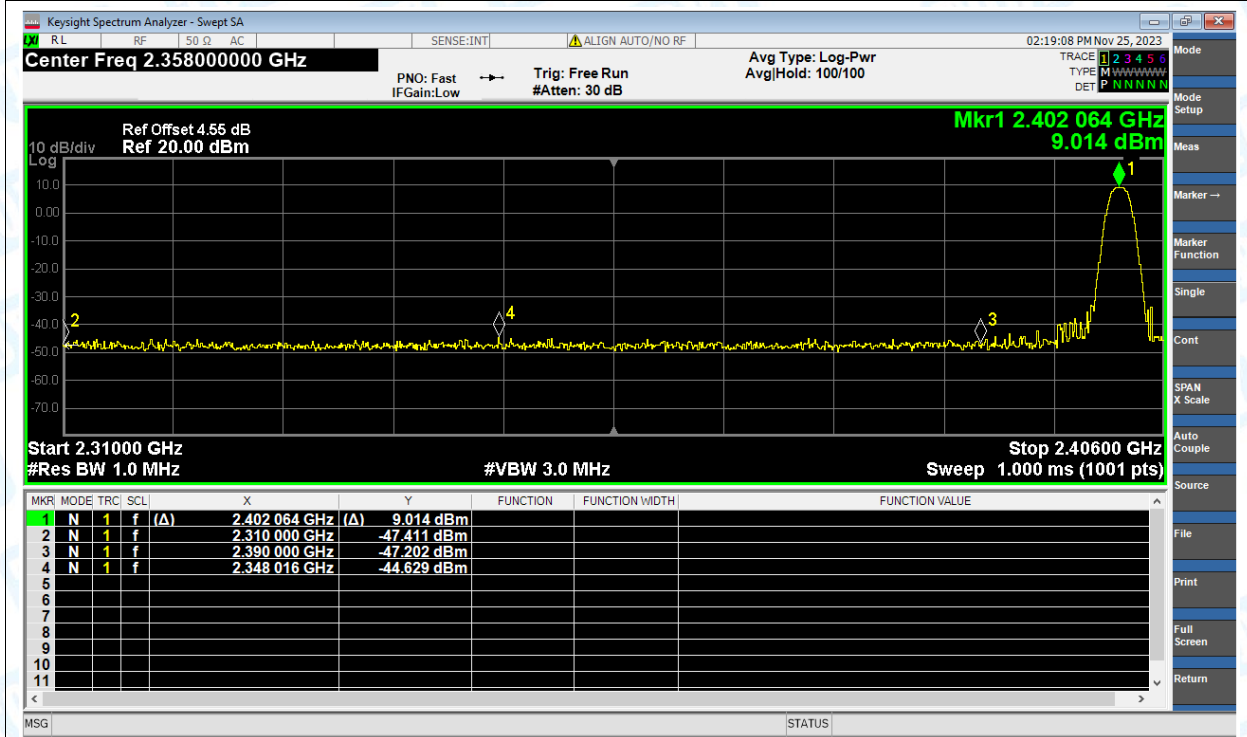 Keysight Spectrum Analyzer - Swept SA
LXI RL RF 50 Ω AC SENSE:INT ALIGN AUTO/NO RF 02:19:08 PM Nov 25, 2023
Center Freq 2.358000000 GHz
PNO: Fast
IFGain:Low
Trig: Free Run
#Atten: 30 dB
Avg Type: Log-Pwr
Avg|Hold: 100/100
TRACE 1 2 3 4 5 6
TYPE M W W W W W
DET P N N N N N
Ref Offset 4.55 dB
10 dB/div Ref 20.00 dBm
Log
Mkr1 2.402 064 GHz
9.014 dBm
10.0
0.00
-10.0
-20.0
-30.0
-40.0
-50.0
-60.0
-70.0
1
2
4
3
Start 2.31000 GHz Stop 2.40600 GHz
#Res BW 1.0 MHz #VBW 3.0 MHz Sweep 1.000 ms (1001 pts)
MKR MODE TRC SCL X Y FUNCTION FUNCTION WIDTH FUNCTION VALUE
1 N 1 f (Δ) 2.402 064 GHz (Δ) 9.014 dBm
2 N 1 f 2.310 000 GHz -47.411 dBm
3 N 1 f 2.390 000 GHz -47.202 dBm
4 N 1 f 2.348 016 GHz -44.629 dBm
5
6
7
8
9
10
11
MSG STATUS
Mode
Mode
Setup
Meas
Marker →
Marker
Function
Single
Cont
SPAN
X Scale
Auto
Couple
Source
File
Print
Full
Screen
Return